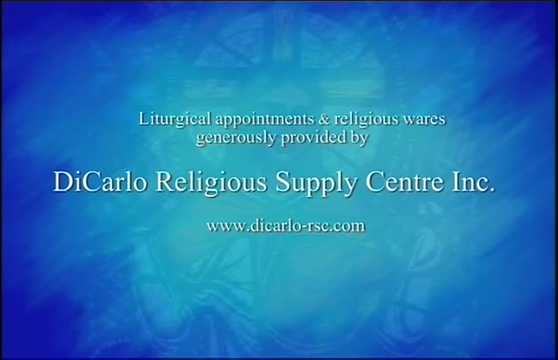 Liturgical appointments & religious wares
generously provided by
DiCarlo Religious Supply Centre Inc.
www.dicarlo-rsc.com